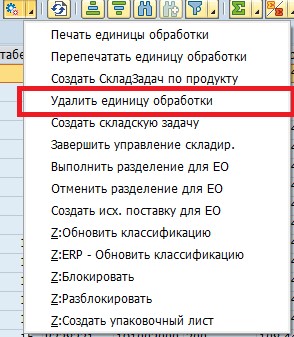 Печать единицы обработки
Перепечатать единицу обработки
Создать СкладЗадач по продукту
Удалить единицу обработки
Создать складскую задачу
Завершить управление складир.
Выполнить разделение для ЕО
Отменить разделение для ЕО
Создать исх. поставку для ЕО
Z:Обновить классификацию
Z:ERP - Обновить классификацию
Z:Блокировать
Z:Разблокировать
Z:Создать упаковочный лист